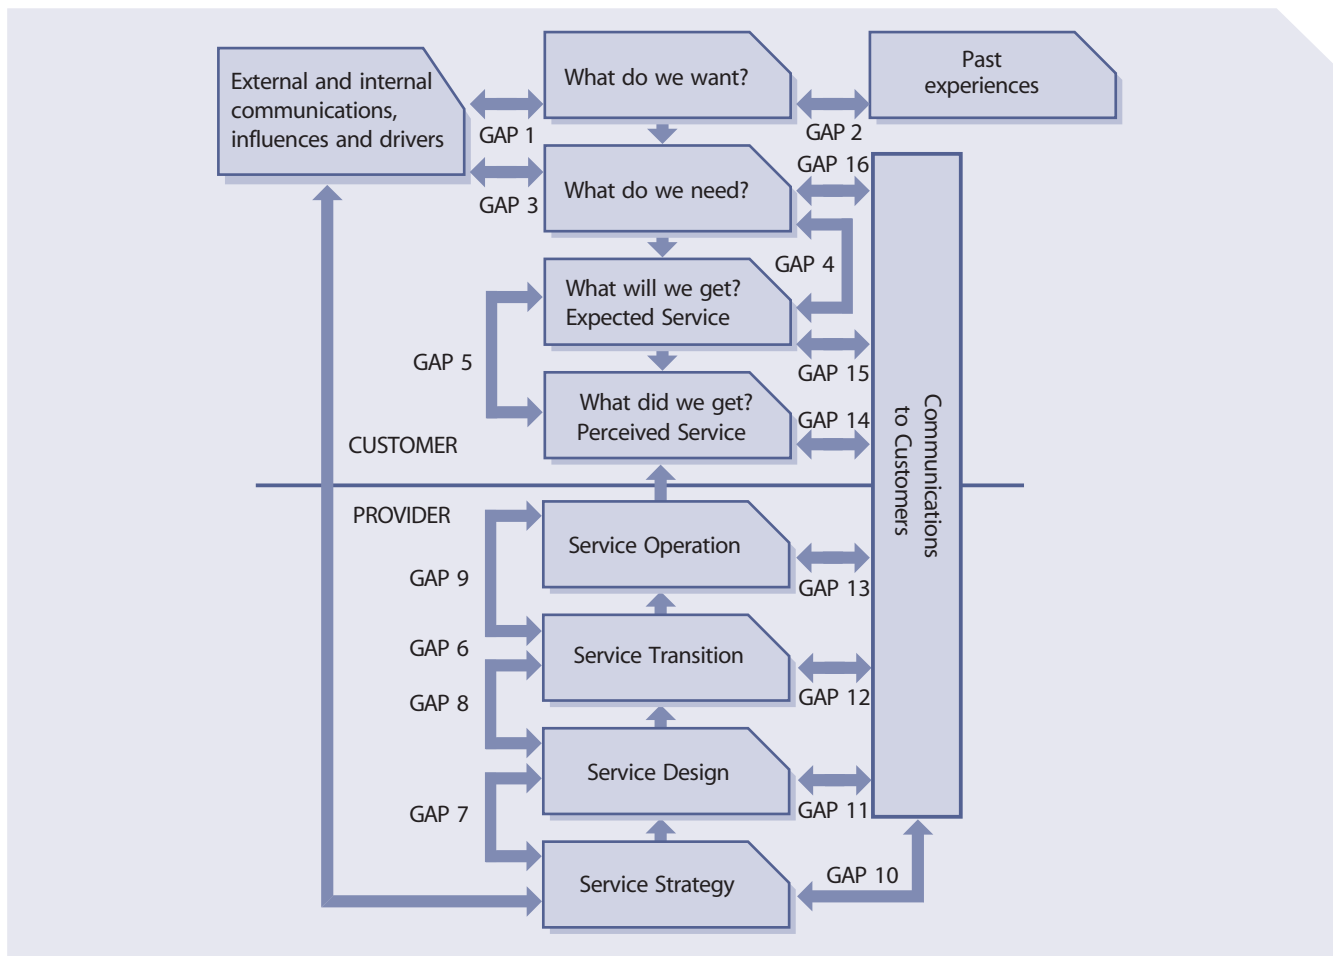 External and internal
communications,
influences and drivers
What do we want?
Past
experiences
GAP 1
GAP 2
GAP 3
What do we need?
GAP 16
GAP 4
What will we get?
Expected Service
GAP 5
GAP 15
What did we get?
Perceived Service
GAP 14
Communications
to Customers
CUSTOMER
PROVIDER
Service Operation
GAP 9
GAP 13
GAP 6
Service Transition
GAP 8
GAP 12
Service Design
GAP 7
GAP 11
Service Strategy
GAP 10